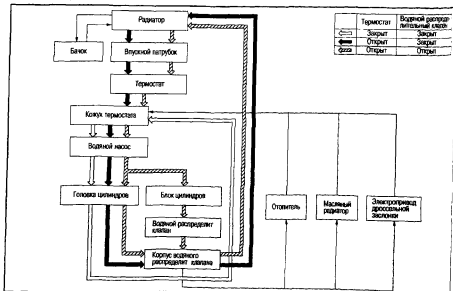 Радиатор
Бачок
Впускной патрубок
Термостат
Кожух термостата
Водяной насос
Головка цилиндров
Блок цилиндров
Водяной распределит
клапан
Корпус водяного
распределит клапана
Отопитель
Масляный
радиатор
Электропривод
дроссальной
заслонки
Термостат Водяной распреде
лительный клапан
Закрыт Закрыт
Открыт Закрыт
Открыт Открыт